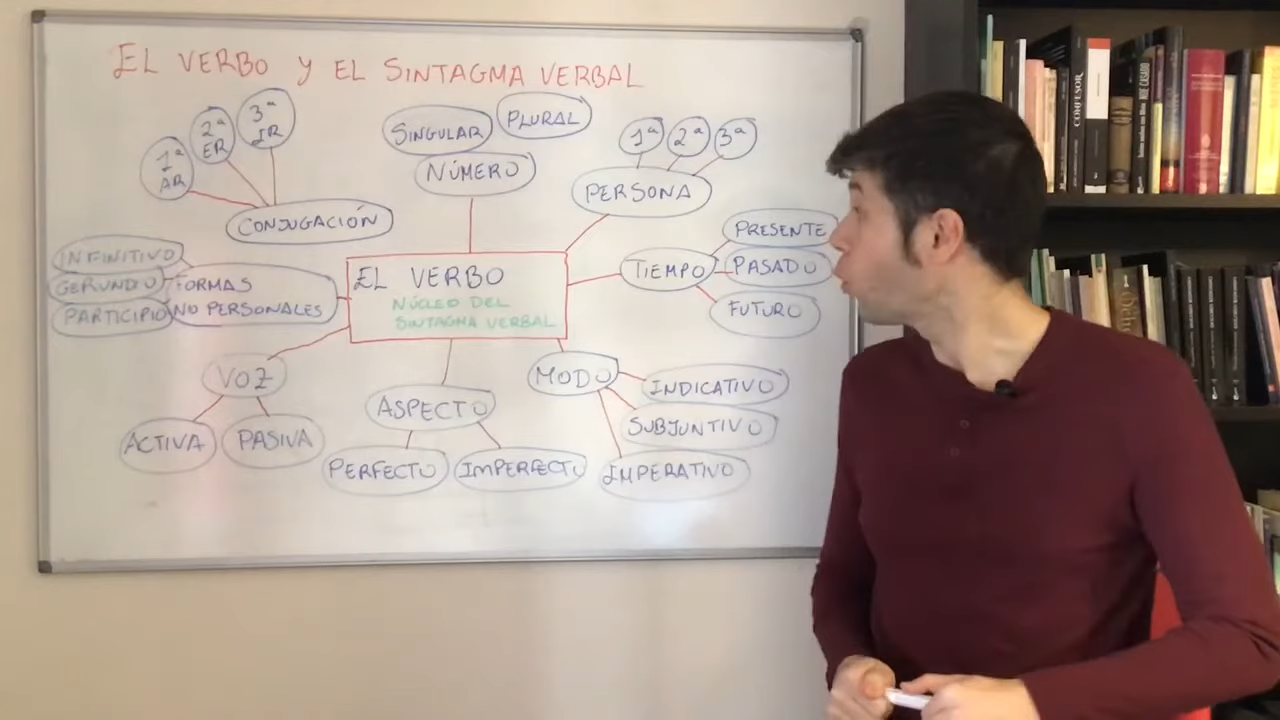 EL VERBO Y EL SINTAGMA VERBAL
1ª
AR
2ª
ER
3ª
IR
CONJUGACIÓN
SINGULAR
PLURAL
NÚMERO
1ª
2ª
3ª
PERSONA
INFINITIVO
GERUNDIO
PARTICIPIO
FORMAS
NO PERSONALES
EL VERBO
NÚCLEO DEL
SINTAGMA VERBAL
TIEMPO
PRESENTE
PASADO
FUTURO
VOZ
ACTIVA
PASIVA
ASPECTO
PERFECTO
IMPERFECTO
MODO
INDICATIVO
SUBJUNTIVO
IMPERATIVO
CONFESOR